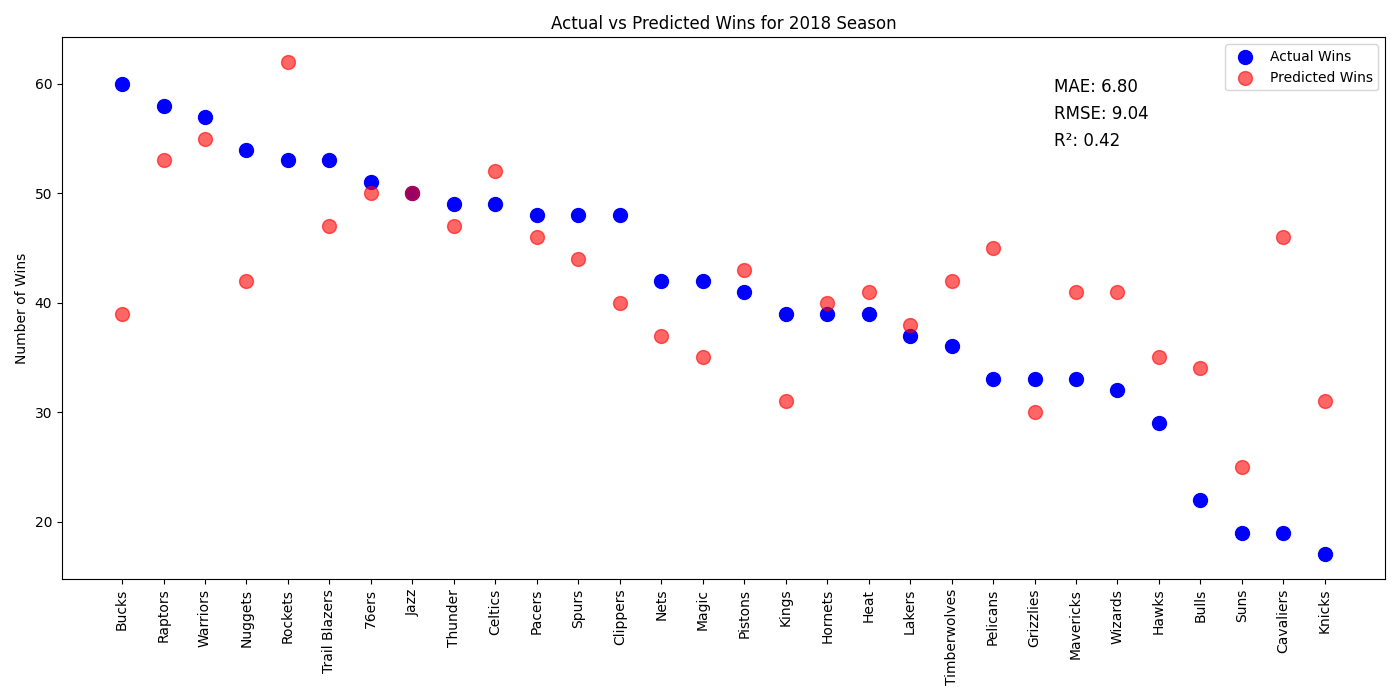 Actual vs Predicted Wins for 2018 Season
Actual Wins
Predicted Wins
MAE: 6.80
RMSE: 9.04
R²: 0.42
Number of Wins
60
50
40
30
20
Bucks
Raptors
Warriors
Nuggets
Rockets
Trail Blazers
76ers
Jazz
Thunder
Celtics
Pacers
Spurs
Clippers
Nets
Magic
Pistons
Kings
Hornets
Heat
Lakers
Timberwolves
Pelicans
Grizzlies
Mavericks
Wizards
Hawks
Bulls
Suns
Cavaliers
Knicks